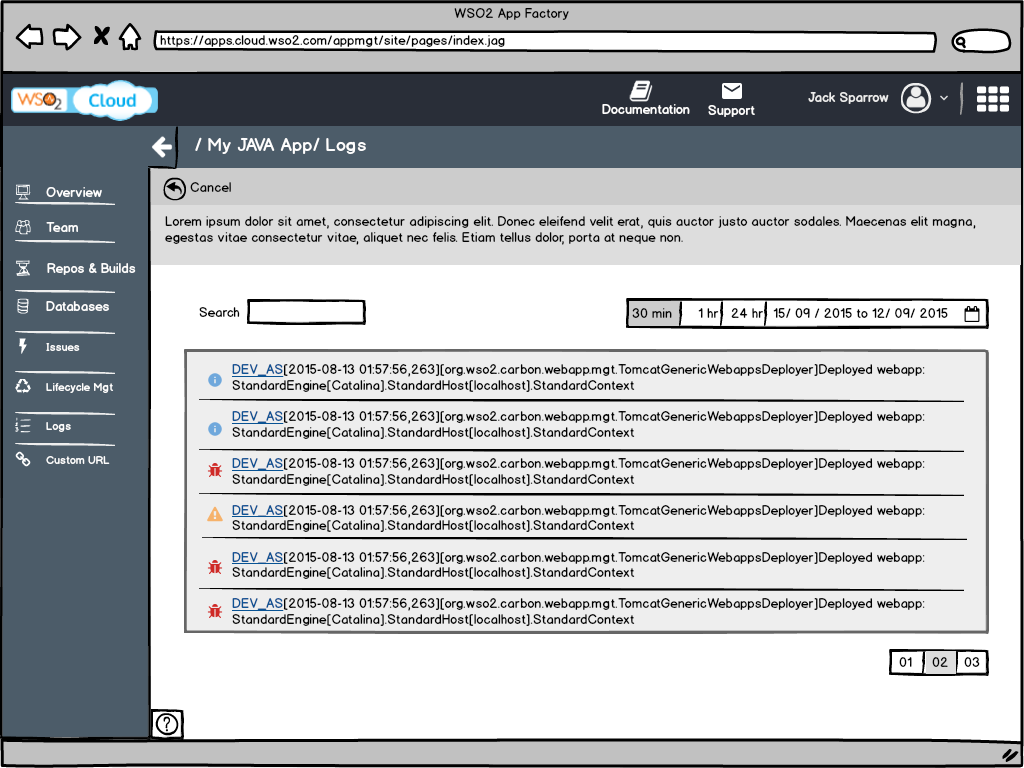 WSO2 App Factory
https://apps.cloud.wso2.com/appmgt/site/pages/index.jag
WSO2 Cloud
Documentation
Support
Jack Sparrow
/ My JAVA App/ Logs
Overview
Team
Repos & Builds
Databases
Issues
Lifecycle Mgt
Logs
Custom URL
Cancel
Lorem ipsum dolor sit amet, consectetur adipiscing elit. Donec eleifend velit erat, quis auctor justo auctor sodales. Maecenas elit magna,
egestas vitae consectetur vitae, aliquet nec felis. Etiam tellus dolor, porta at neque non.
Search
30 min 1 hr 24 hr 15/ 09 / 2015 to 12/ 09/ 2015
DEV_AS[2015-08-13 01:57:56,263][org.wso2.carbon.webapp.mgt.TomcatGenericWebappsDeployer]Deployed webapp:
StandardEngine[Catalina].StandardHost[localhost].StandardContext
DEV_AS[2015-08-13 01:57:56,263][org.wso2.carbon.webapp.mgt.TomcatGenericWebappsDeployer]Deployed webapp:
StandardEngine[Catalina].StandardHost[localhost].StandardContext
DEV_AS[2015-08-13 01:57:56,263][org.wso2.carbon.webapp.mgt.TomcatGenericWebappsDeployer]Deployed webapp:
StandardEngine[Catalina].StandardHost[localhost].StandardContext
DEV_AS[2015-08-13 01:57:56,263][org.wso2.carbon.webapp.mgt.TomcatGenericWebappsDeployer]Deployed webapp:
StandardEngine[Catalina].StandardHost[localhost].StandardContext
DEV_AS[2015-08-13 01:57:56,263][org.wso2.carbon.webapp.mgt.TomcatGenericWebappsDeployer]Deployed webapp:
StandardEngine[Catalina].StandardHost[localhost].StandardContext
DEV_AS[2015-08-13 01:57:56,263][org.wso2.carbon.webapp.mgt.TomcatGenericWebappsDeployer]Deployed webapp:
StandardEngine[Catalina].StandardHost[localhost].StandardContext
01 02 03
?